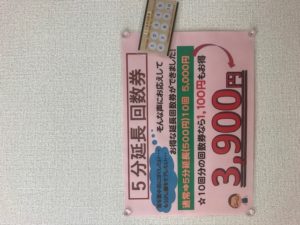 5分延長 回数券
そんな声にお応えして
お得な延長回数券ができました!
通常⇒5分延長(500円)10回 5,000円
☆10回分の回数券なら1,100円もお得
3,900円